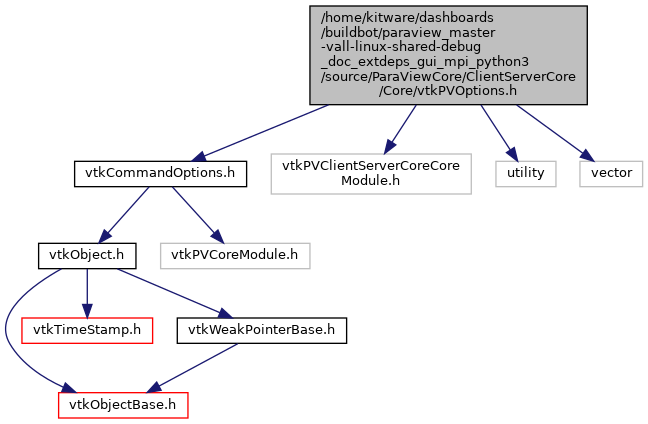 /home/kitware/dashboards
/buildbot/paraview_master
-vall-linux-shared-debug
_doc_extdeps_gui_mpi_python3
/source/ParaViewCore/ClientServerCore
/Core/vtkPVOptions.h
vtkCommandOptions.h
vtkPVClientServerCoreCore
Module.h
utility
vector
vtkObject.h
vtkPVCoreModule.h
vtkTimeStamp.h
vtkWeakPointerBase.h
vtkObjectBase.h